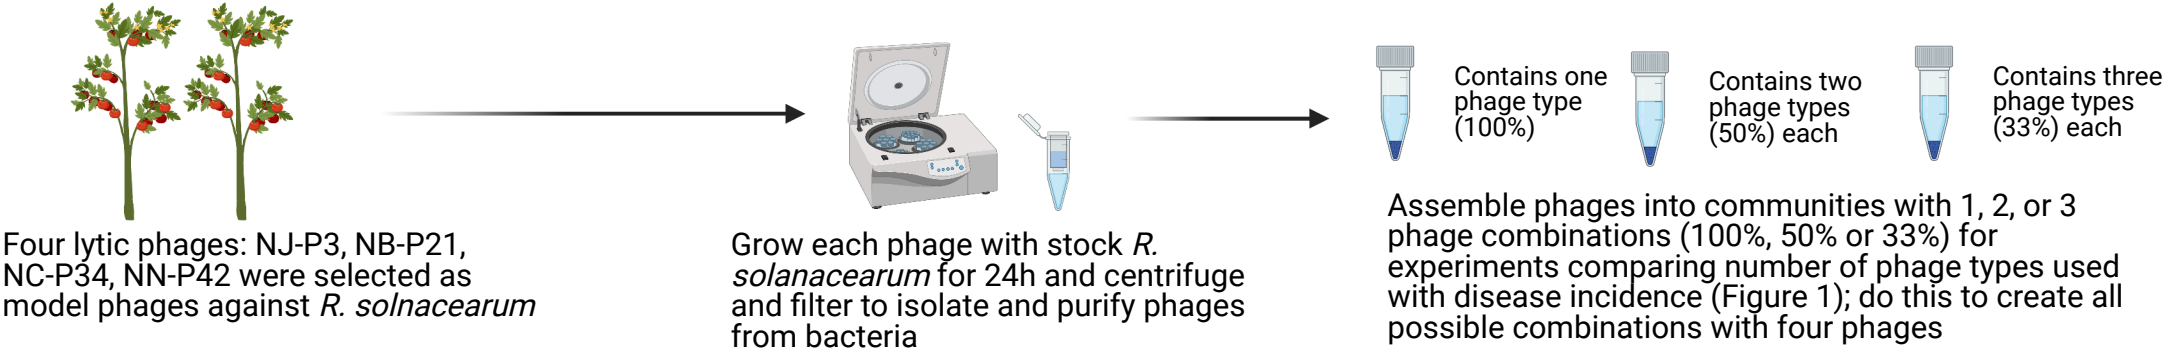 Contains one
phage type
(100%)
Contains two
phage types
(50%) each
Contains three
phage types
(33%) each
Four lytic phages: NJ-P3, NB-P21,
NC-P34, NN-P42 were selected as
model phages against R. solnacearum
Grow each phage with stock R.
solanacearum for 24h and centrifuge
and filter to isolate and purify phages
from bacteria
Assemble phages into communities with 1, 2, or 3
phage combinations (100%, 50% or 33%) for
experiments comparing number of phage types used
with disease incidence (Figure 1); do this to create all
possible combinations with four phages